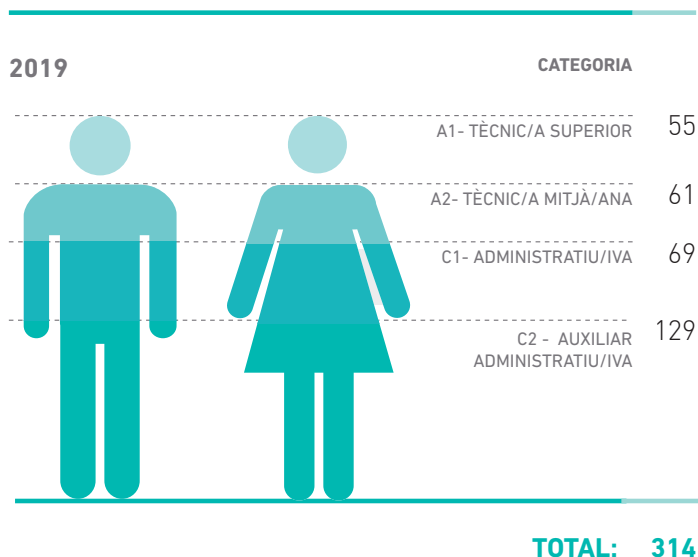 2019
CATEGORIA
A1- TÈCNIC/A SUPERIOR 55
A2- TÈCNIC/A MITJÀ/ANA 61
C1- ADMINISTRATIU/IVA 69
C2 - AUXILIAR 129
ADMINISTRATIU/IVA
TOTAL: 314